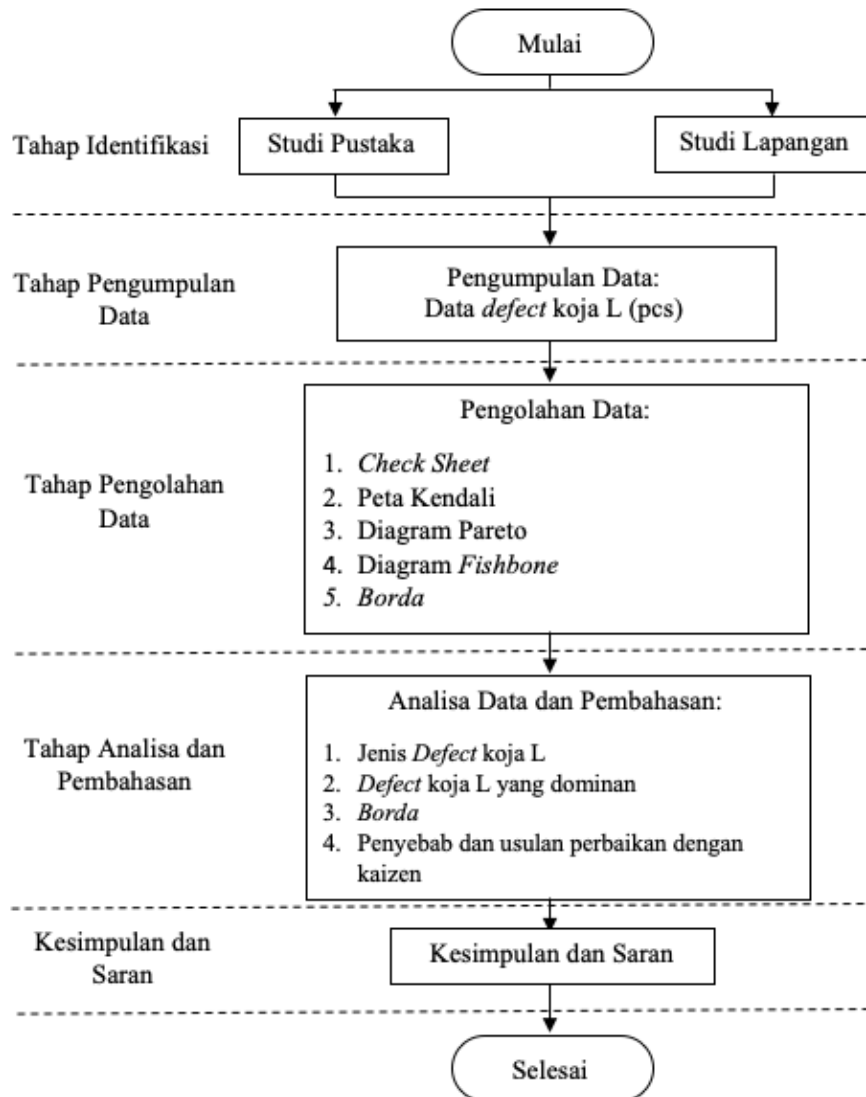 Mulai
Tahap Identifikasi
Studi Pustaka
Studi Lapangan
Tahap Pengumpulan
Data
Pengumpulan Data:
Data defect koja L (pcs)
Tahap Pengolahan
Data
Pengolahan Data:
1. Check Sheet
2. Peta Kendali
3. Diagram Pareto
4. Diagram Fishbone
5. Borda
Tahap Analisa dan
Pembahasan
Analisa Data dan Pembahasan:
1. Jenis Defect koja L
2. Defect koja L yang dominan
3. Borda
4. Penyebab dan usulan perbaikan dengan
kaizen
Kesimpulan dan
Saran
Kesimpulan dan Saran
Selesai